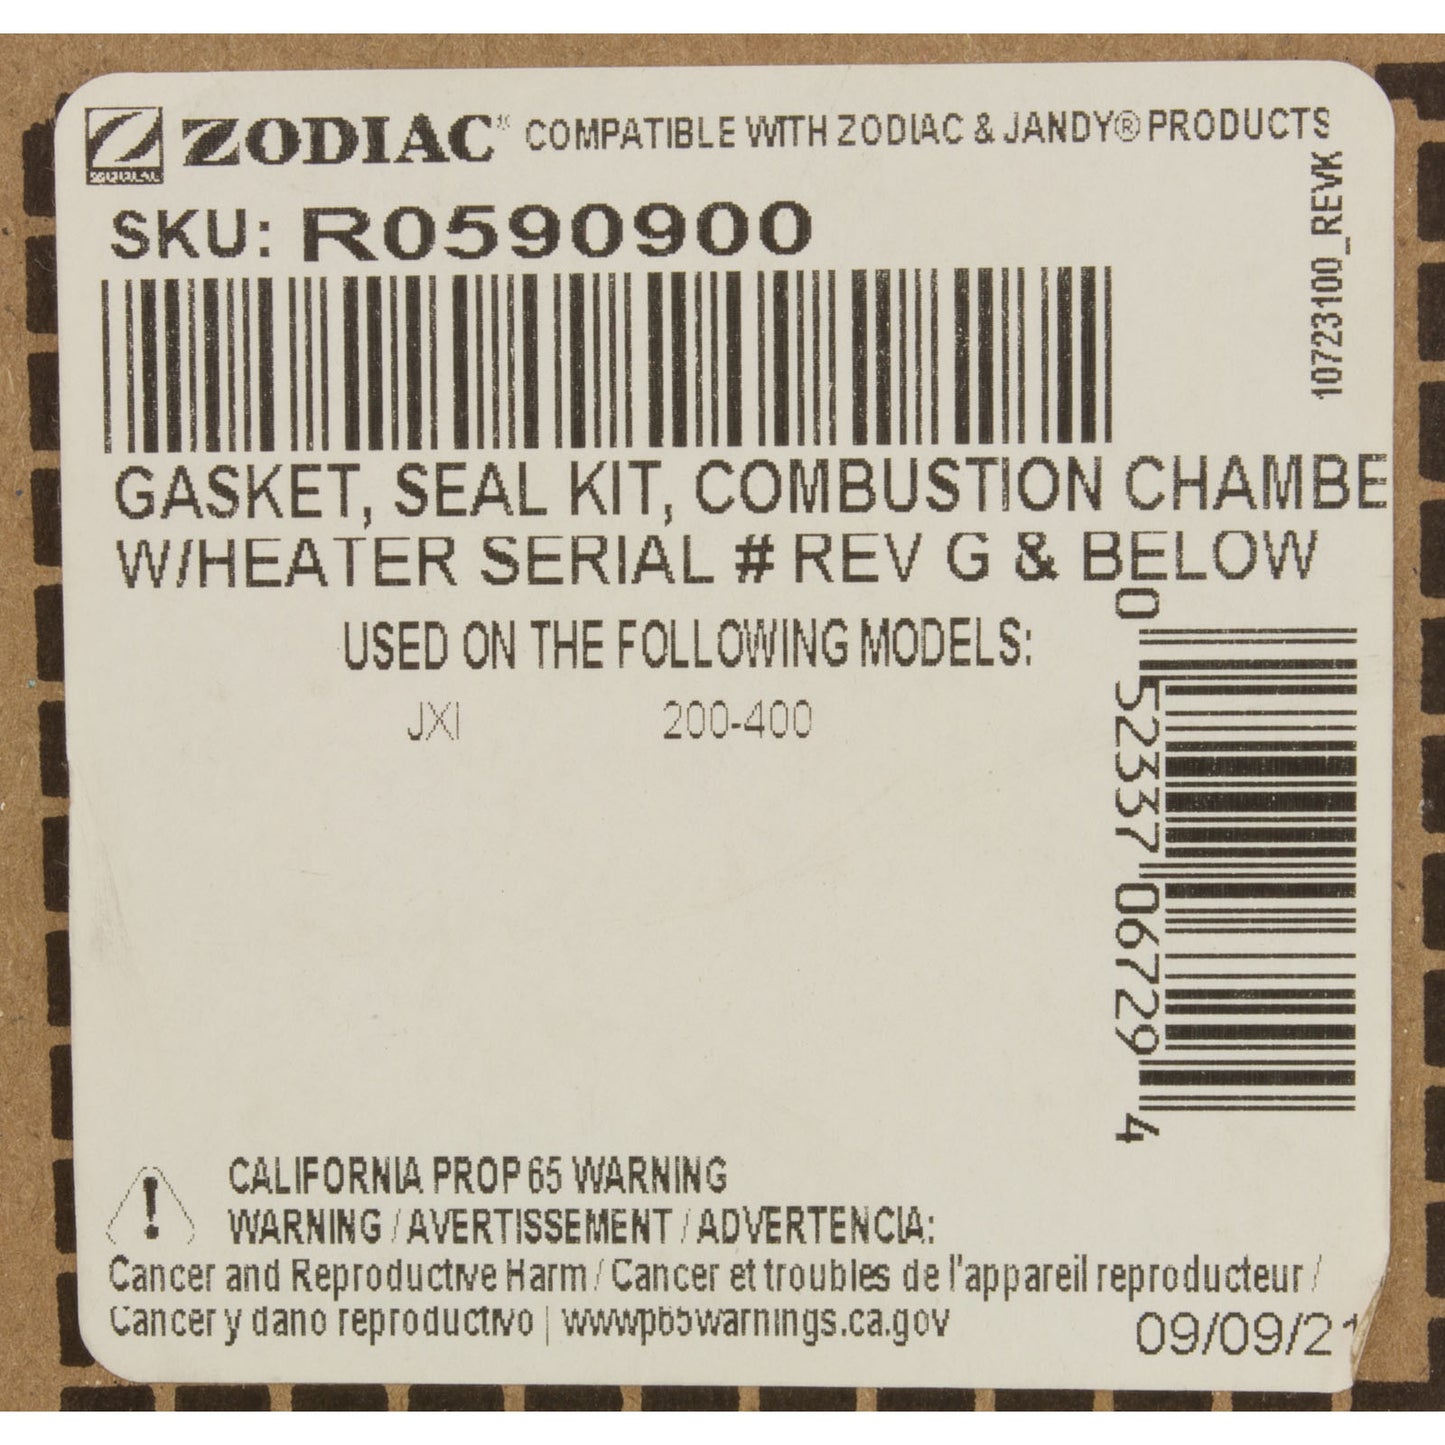 ZODIAC® COMPATIBLE WITH ZODIAC & JANDY® PRODUCTS
SKU: R0590900
10723100_REVK
GASKET, SEAL KIT, COMBUSTION CHAMBE
W/HEATER SERIAL # REV G & BELOW
USED ON THE FOLLOWING MODELS:
JXI 200-400
0 52337 06729 4
CALIFORNIA PROP 65 WARNING
WARNING / AVERTISSEMENT / ADVERTENCIA:
Cancer and Reproductive Harm / Cancer et troubles de l'appareil reproducteur /
Cancer y dano reproductivo | www.p65warnings.ca.gov
09/09/21